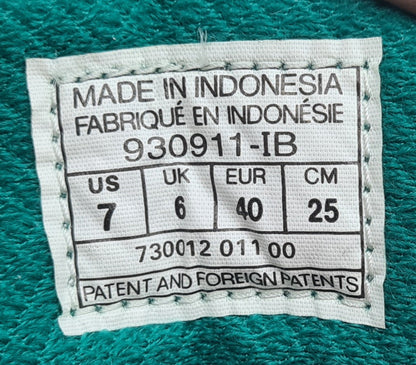 MADE IN INDONESIA
FABRIQUÉ EN INDONÉSIE
930911-IB
US UK EUR CM
7 6 40 25
730012 011 00
PATENT AND FOREIGN PATENTS